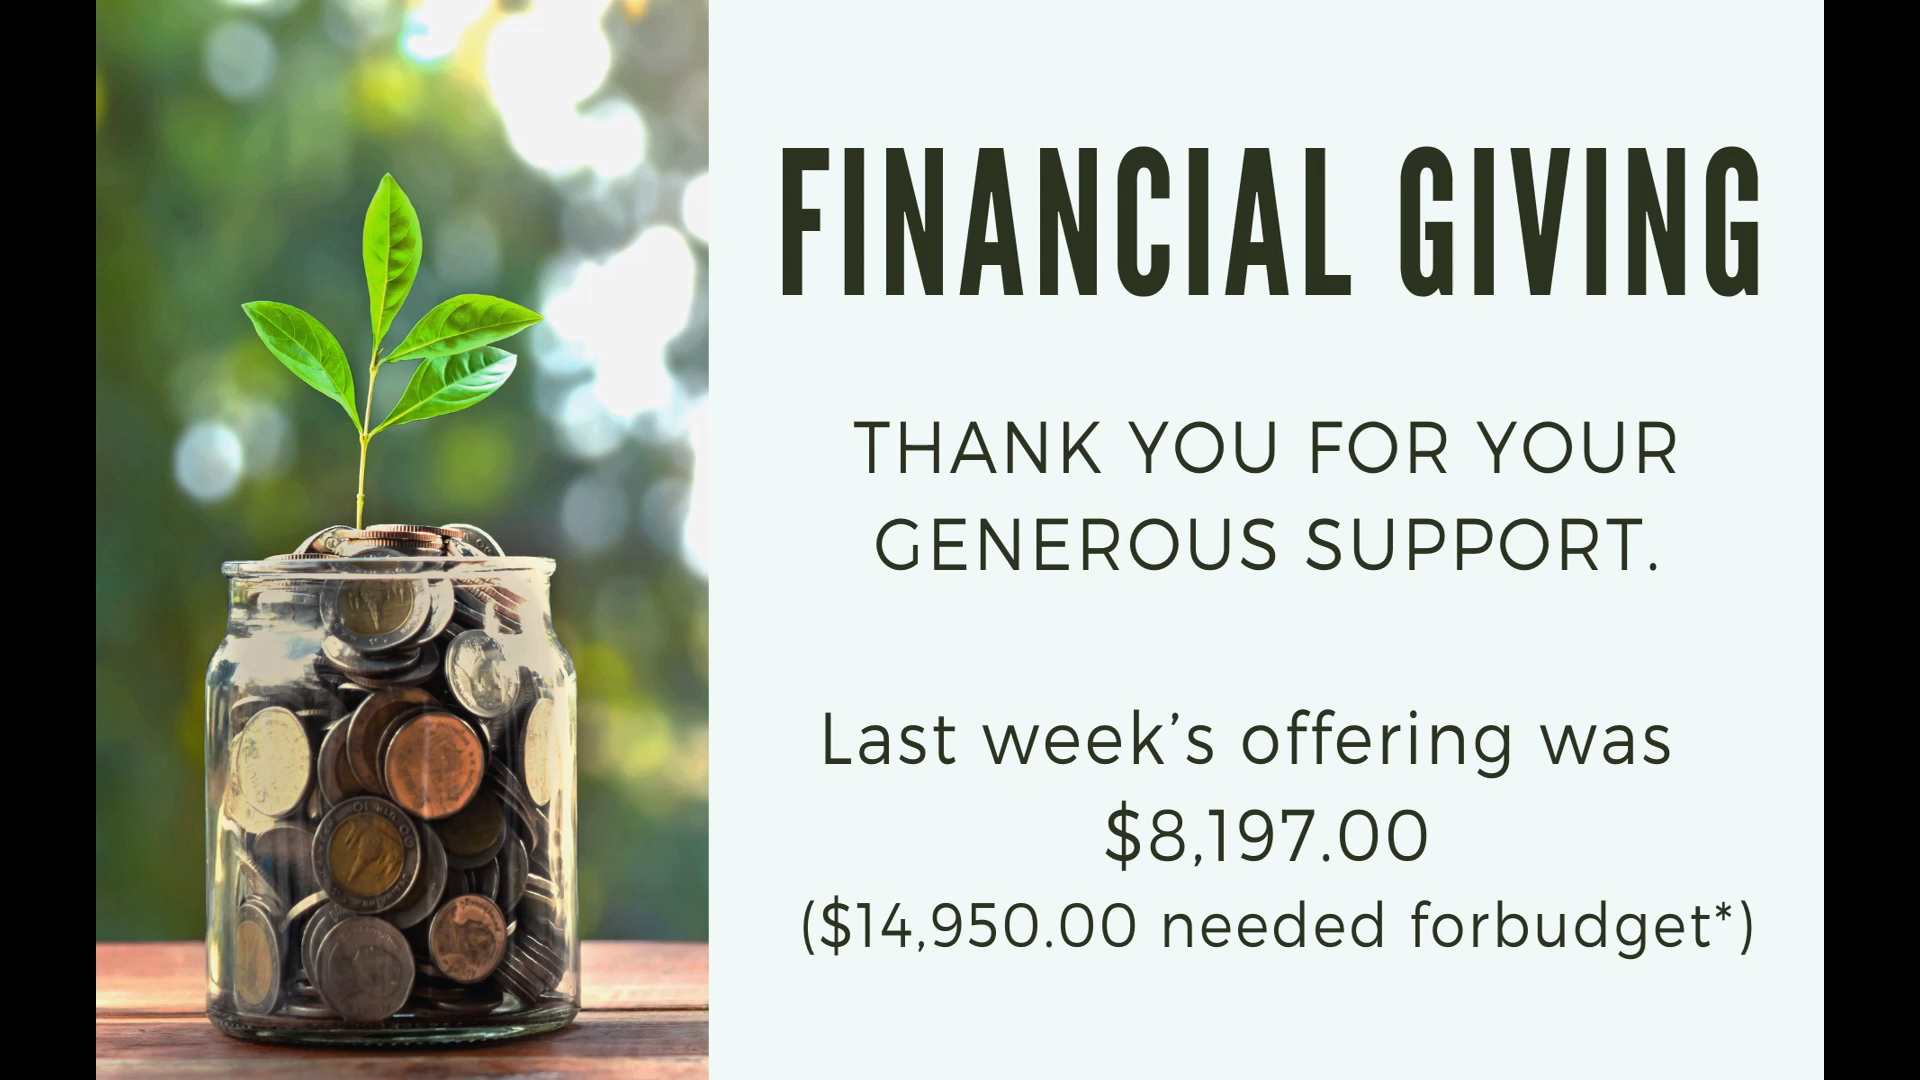 FINANCIAL GIVING
THANK YOU FOR YOUR
GENEROUS SUPPORT.
Last week’s offering was
$8,197.00
($14,950.00 needed forbudget*)